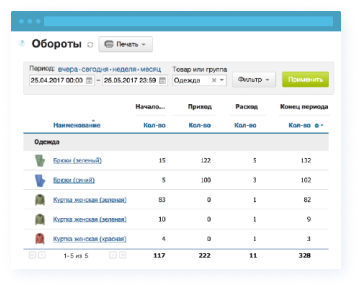 Обороты Печать
Период: вчера·сегодня·неделя·месяц Товар или группа
25.04.2017 00:00 – 25.05.2017 23:59 Одежда × Фильтр Применить
Начало... Приход Расход Конец периода
Наименование Кол-во Кол-во Кол-во Кол-во
Одежда
Брюки (зеленый) 15 122 5 132
Брюки (синий) 5 100 3 102
Куртка женская (зеленая) 83 0 1 82
Куртка женская (зеленая) 10 0 1 9
Куртка женская (красная) 4 0 1 3
1-5 из 5 117 222 11 328